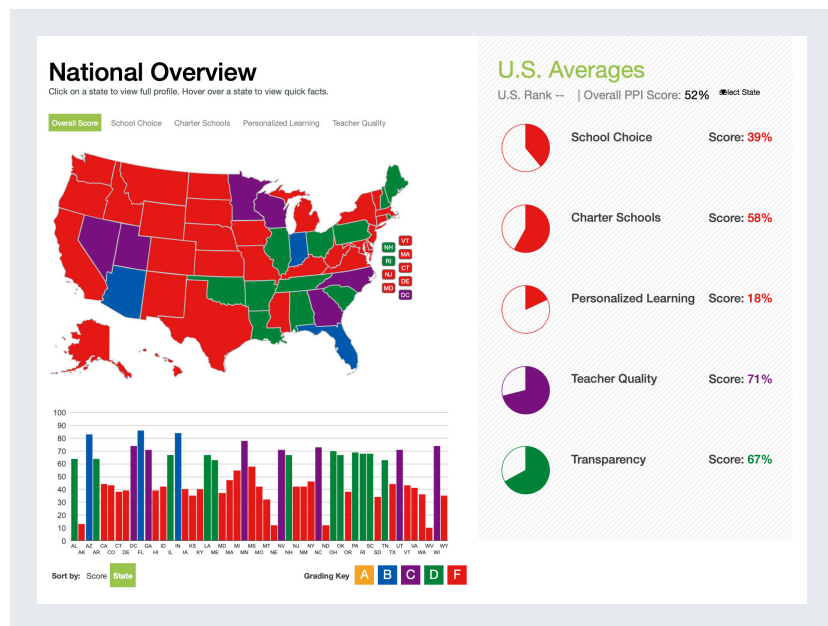 National Overview
Click on a state to view full profile. Hover over a state to view quick facts.
Overall Score School Choice Charter Schools Personalized Learning Teacher Quality
VT
NH
MA
RI
CT
NJ
DE
MD
DC
100
90
80
70
60
50
40
30
20
10
0
AL AZ CA CT DC GA ID IN KS LA MD MI MS MT NV NJ NY ND OK PA SC TN UT VA WV WY
AK AR CO DE FL HI IL IA KY ME MA MN MO NE NH NM NC OH OR RI SD TX VT WA WI
Sort by: Score State
Grading Key A B C D F
U.S. Averages
U.S. Rank -- | Overall PPI Score: 52%
School Choice Score: 39%
Charter Schools Score: 58%
Personalized Learning Score: 18%
Teacher Quality Score: 71%
Transparency Score: 67%